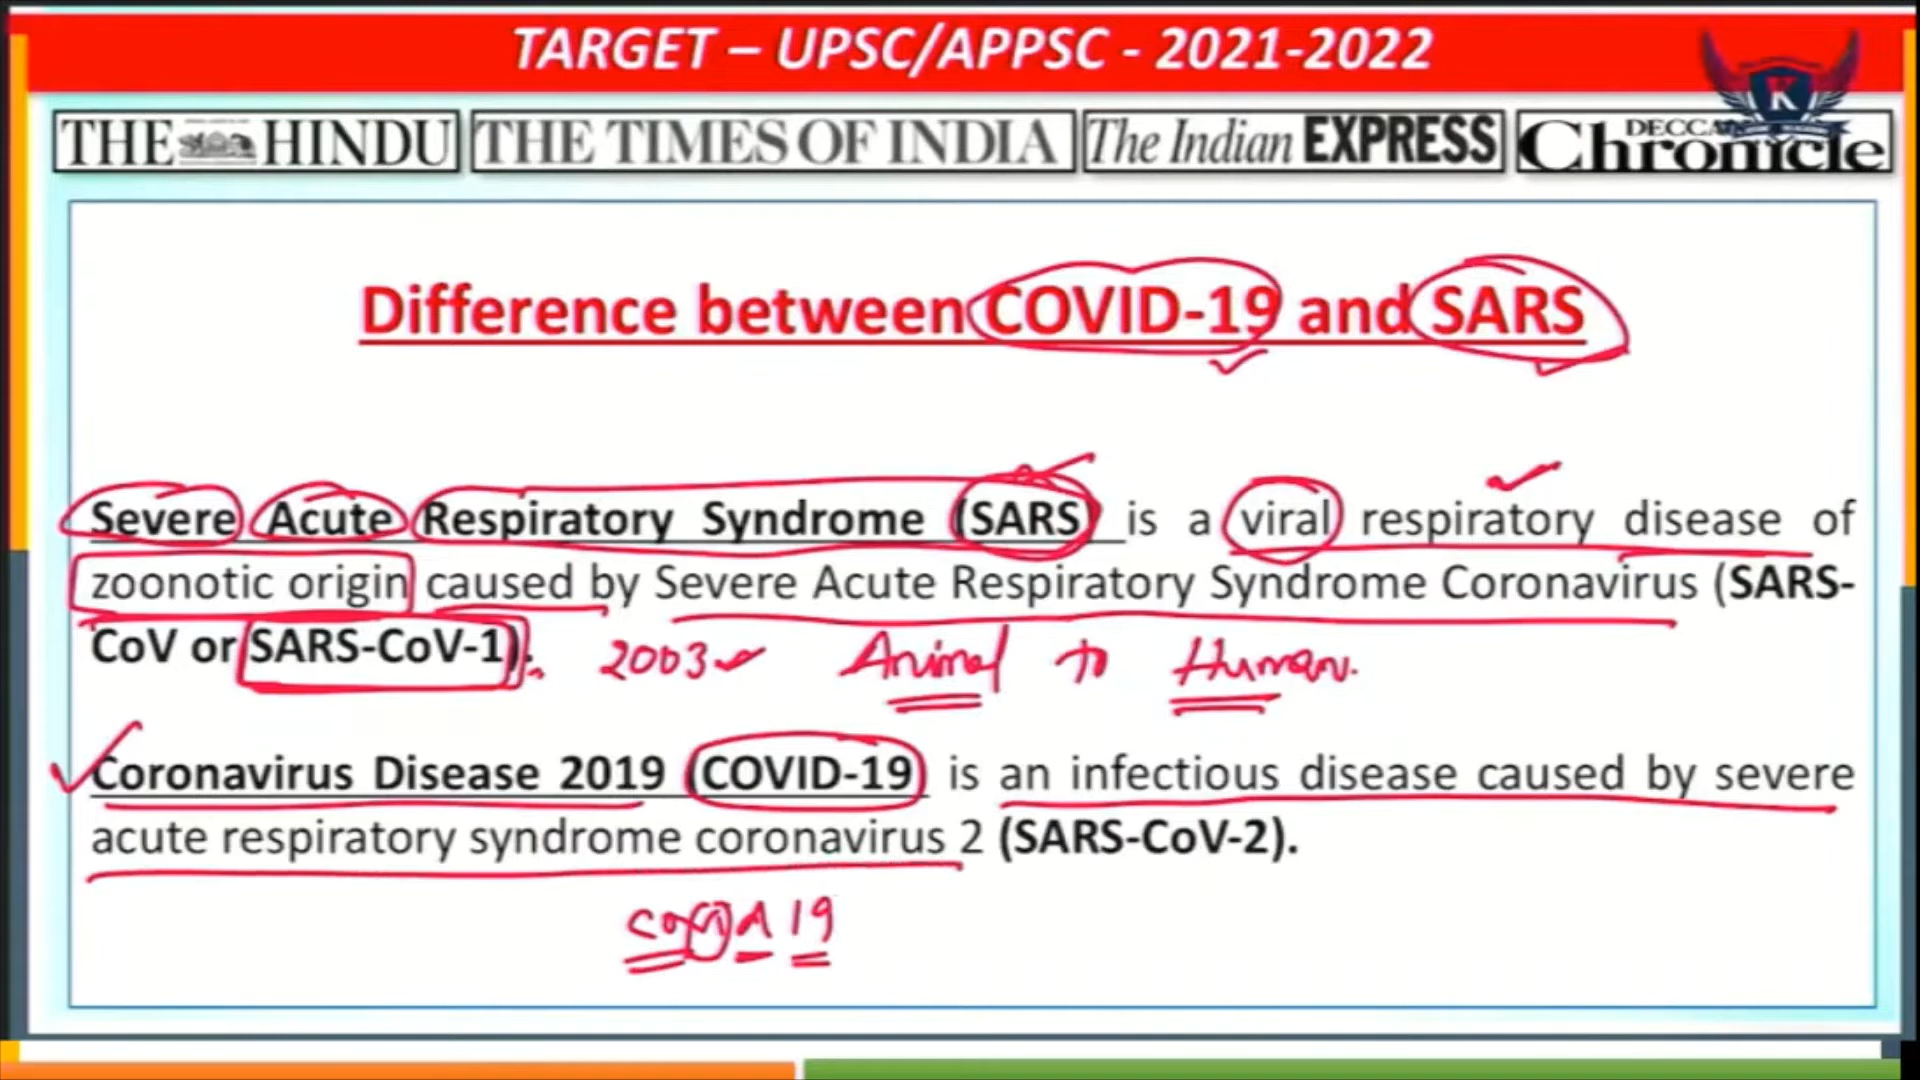 TARGET – UPSC/APPSC - 2021-2022
K
THE HINDU
THE TIMES OF INDIA
The Indian EXPRESS
DECCA Chronicle
Difference between COVID-19 and SARS
Severe Acute Respiratory Syndrome (SARS) is a viral respiratory disease of
zoonotic origin caused by Severe Acute Respiratory Syndrome Coronavirus (SARS-
CoV or SARS-CoV-1).
2003 Animal to Human.
Coronavirus Disease 2019 (COVID-19) is an infectious disease caused by severe
acute respiratory syndrome coronavirus 2 (SARS-CoV-2).
Covid 19